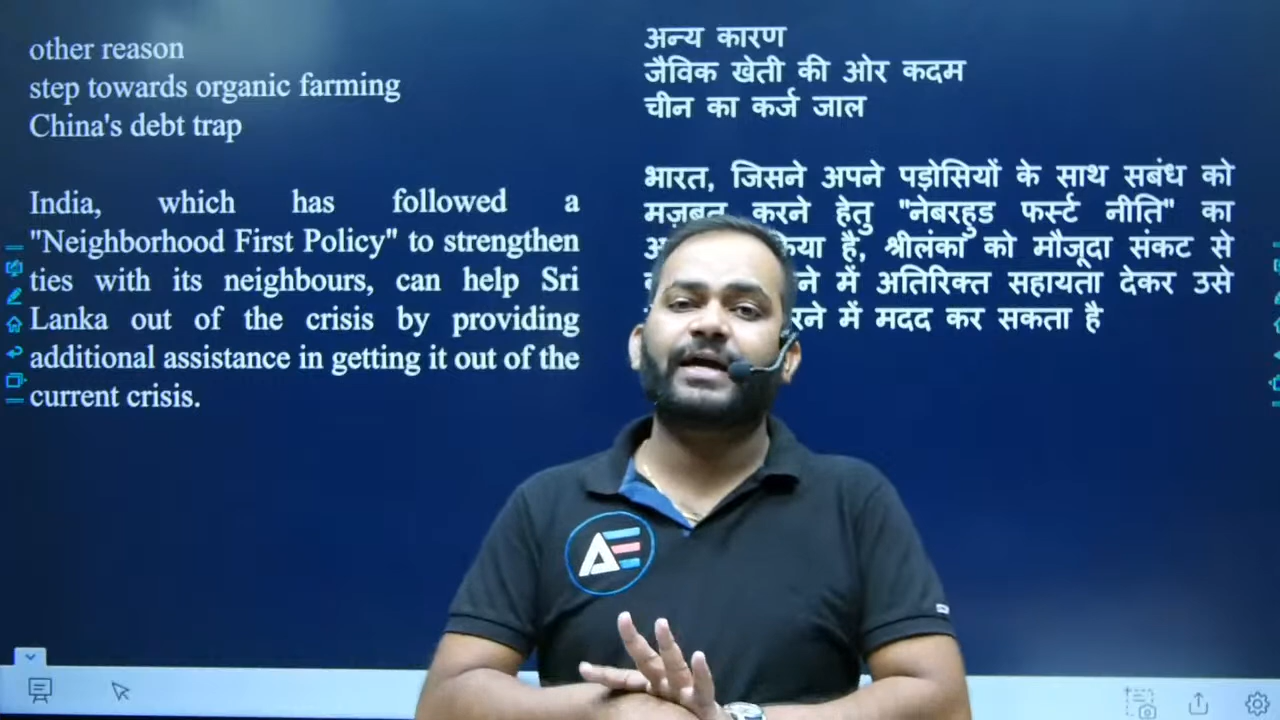 other reason
step towards organic farming
China's debt trap
India, which has followed a
"Neighborhood First Policy" to strengthen
ties with its neighbours, can help Sri
Lanka out of the crisis by providing
additional assistance in getting it out of the
current crisis.
अन्य कारण
जैविक खेती की ओर कदम
चीन का कर्ज जाल
भारत, जिसने अपने पड़ोसियों के साथ सबंध को
मज़बूत करने हेतु "नेबरहुड फर्स्ट नीति" का
है, श्रीलंका को मौजूदा संकट से
में अतिरिक्त सहायता देकर उसे
में मदद कर सकता है
AE